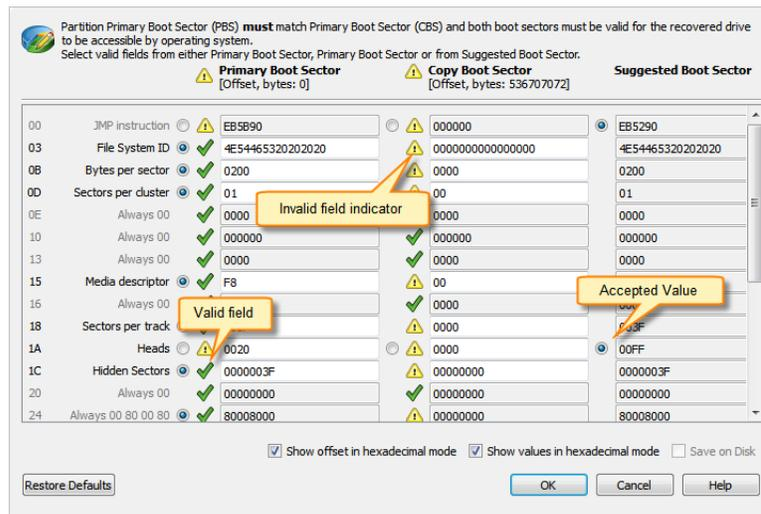 Partition Primary Boot Sector (PBS) must match Primary Boot Sector (CBS) and both boot sectors must be valid for the recovered drive
to be accessible by operating system.
Select valid fields from either Primary Boot Sector, Primary Boot Sector or from Suggested Boot Sector.
Primary Boot Sector Copy Boot Sector Suggested Boot Sector
[Offset, bytes: 0] [Offset, bytes: 536707072]
00 JMP instruction EB5B90 000000 EB5290
03 File System ID 4E54465320202020 0000000000000000 4E54465320202020
0B Bytes per sector 0200 0000 0200
0D Sectors per cluster 01 00 01
Invalid field indicator
0E Always 00 0000 0000 0000
10 Always 00 000000 000000 000000
13 Always 00 0000 0000 0000
15 Media descriptor F8 00
Accepted Value
16 Always 00 0000
Valid field
18 Sectors per track 0000 003F
1A Heads 0020 0000 00FF
1C Hidden Sectors 0000003F 00000000 0000003F
20 Always 00 00000000 00000000 00000000
24 Always 00 80 00 80 80008000 00000000 80008000
Show offset in hexadecimal mode Show values in hexadecimal mode Save on Disk
Restore Defaults OK Cancel Help